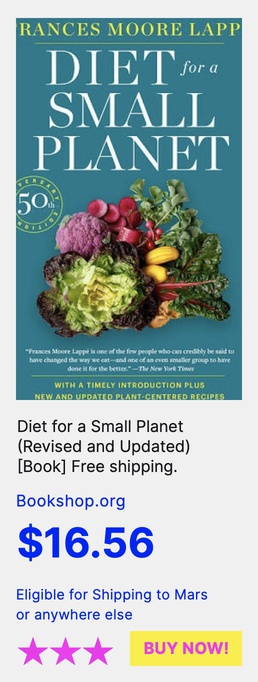 RANCES MOORE LAPP
DIET for a
SMALL
PLANET
ANNIVERSARY
50th
EDITION
"Frances Moore Lappé is one of the few people who can credibly be said to
have changed the way we eat—and one of an even smaller group to have
done it for the better." —The New York Times
WITH A TIMELY INTRODUCTION PLUS
NEW AND UPDATED PLANT-CENTERED RECIPES
Diet for a Small Planet
(Revised and Updated)
[Book] Free shipping.
Bookshop.org
$16.56
Eligible for Shipping to Mars
or anywhere else
BUY NOW!